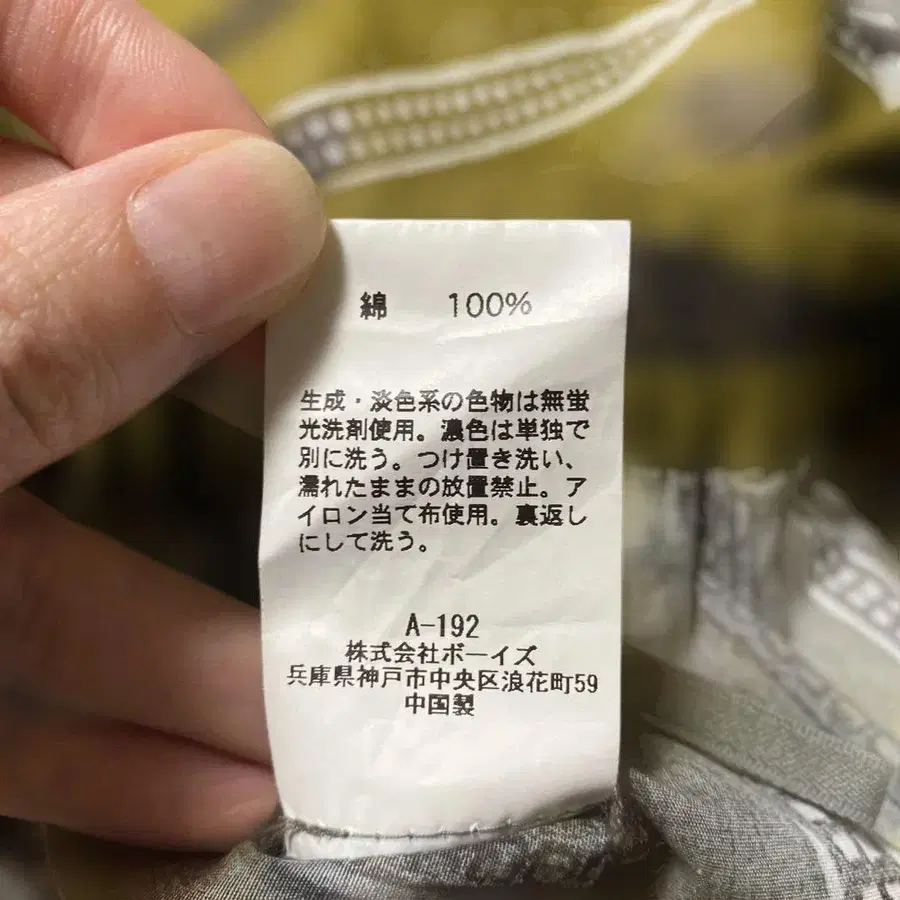 綿 100%
生成・淡色系の色物は無蛍
光洗剤使用。濃色は単独で
別に洗う。つけ置き洗い、
濡れたままの放置禁止。ア
イロン当て布使用。裏返し
にして洗う。
A-192
株式会社ボーイズ
兵庫県神戸市中央区浪花町59
中国製